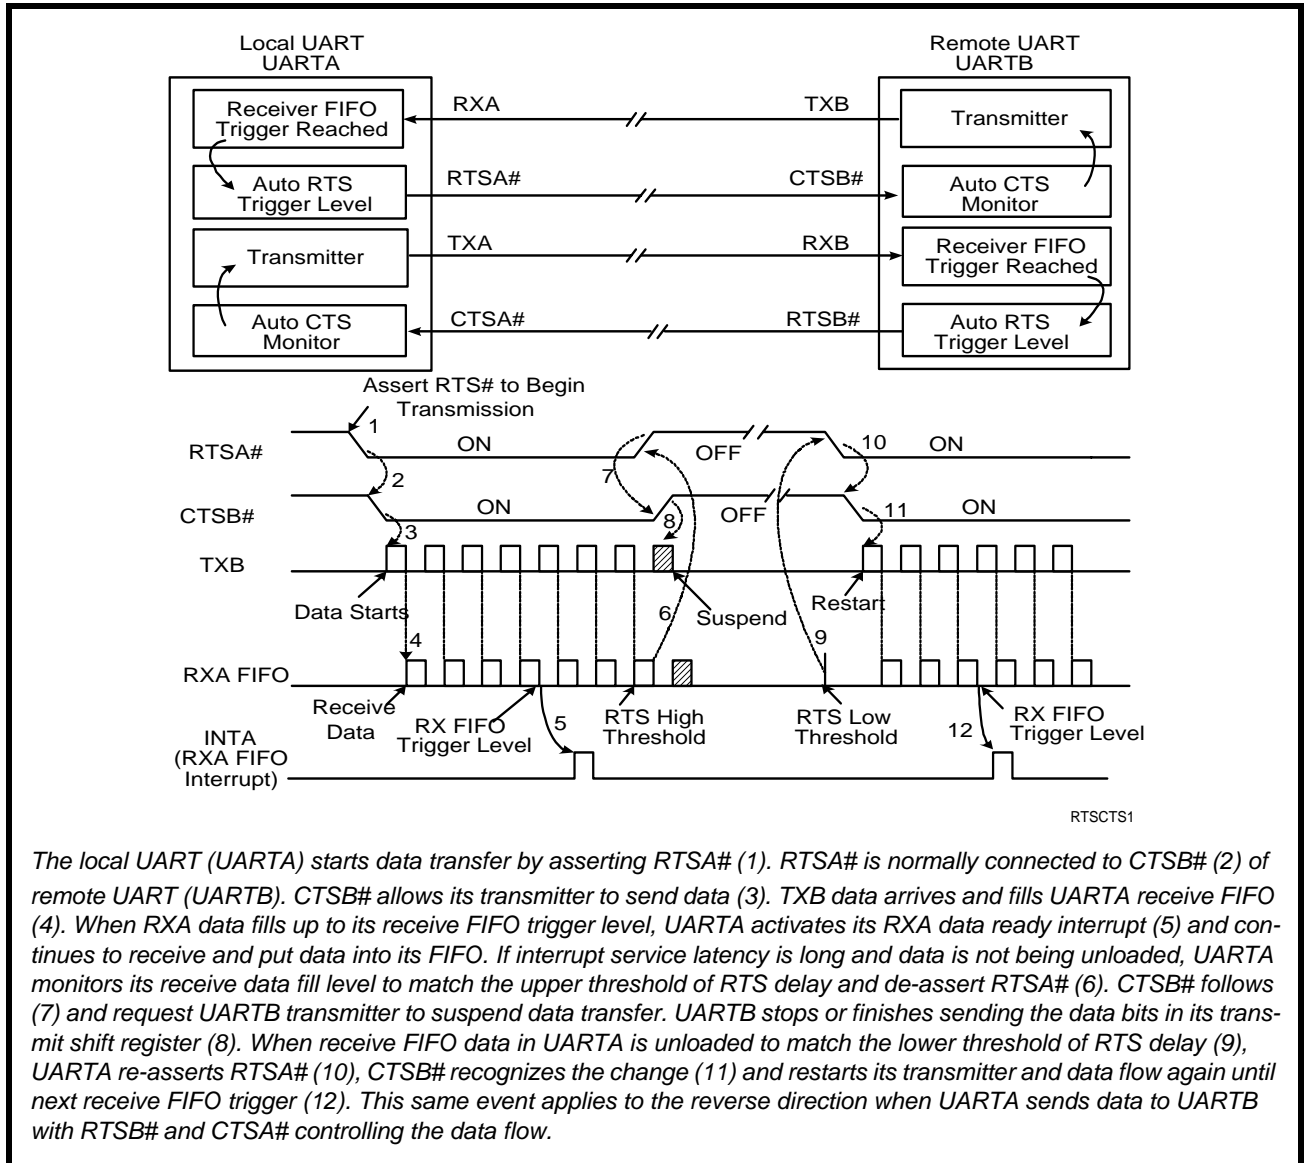 Local UART
UARTA
Remote UART
UARTB
Receiver FIFO
Trigger Reached
RXA
TXB
Transmitter
Auto RTS
Trigger Level
RTSA#
CTSB#
Auto CTS
Monitor
Transmitter
TXA
RXB
Receiver FIFO
Trigger Reached
Auto CTS
Monitor
CTSA#
RTSB#
Auto RTS
Trigger Level
Assert RTS# to Begin
Transmission
1
RTSA#
ON
OFF
10
ON
2
7
CTSB#
ON
8
OFF
11
ON
3
TXB
Data Starts
6
Suspend
Restart
4
9
RXA FIFO
Receive
Data
RX FIFO
Trigger Level
5
RTS High
Threshold
RTS Low
Threshold
12
RX FIFO
Trigger Level
INTA
(RXA FIFO
Interrupt)
RTSCTS1
The local UART (UARTA) starts data transfer by asserting RTSA# (1). RTSA# is normally connected to CTSB# (2) of
remote UART (UARTB). CTSB# allows its transmitter to send data (3). TXB data arrives and fills UARTA receive FIFO
(4). When RXA data fills up to its receive FIFO trigger level, UARTA activates its RXA data ready interrupt (5) and con-
tinues to receive and put data into its FIFO. If interrupt service latency is long and data is not being unloaded, UARTA
monitors its receive data fill level to match the upper threshold of RTS delay and de-assert RTSA# (6). CTSB# follows
(7) and request UARTB transmitter to suspend data transfer. UARTB stops or finishes sending the data bits in its trans-
mit shift register (8). When receive FIFO data in UARTA is unloaded to match the lower threshold of RTS delay (9),
UARTA re-asserts RTSA# (10), CTSB# recognizes the change (11) and restarts its transmitter and data flow again until
next receive FIFO trigger (12). This same event applies to the reverse direction when UARTA sends data to UARTB
with RTSB# and CTSA# controlling the data flow.